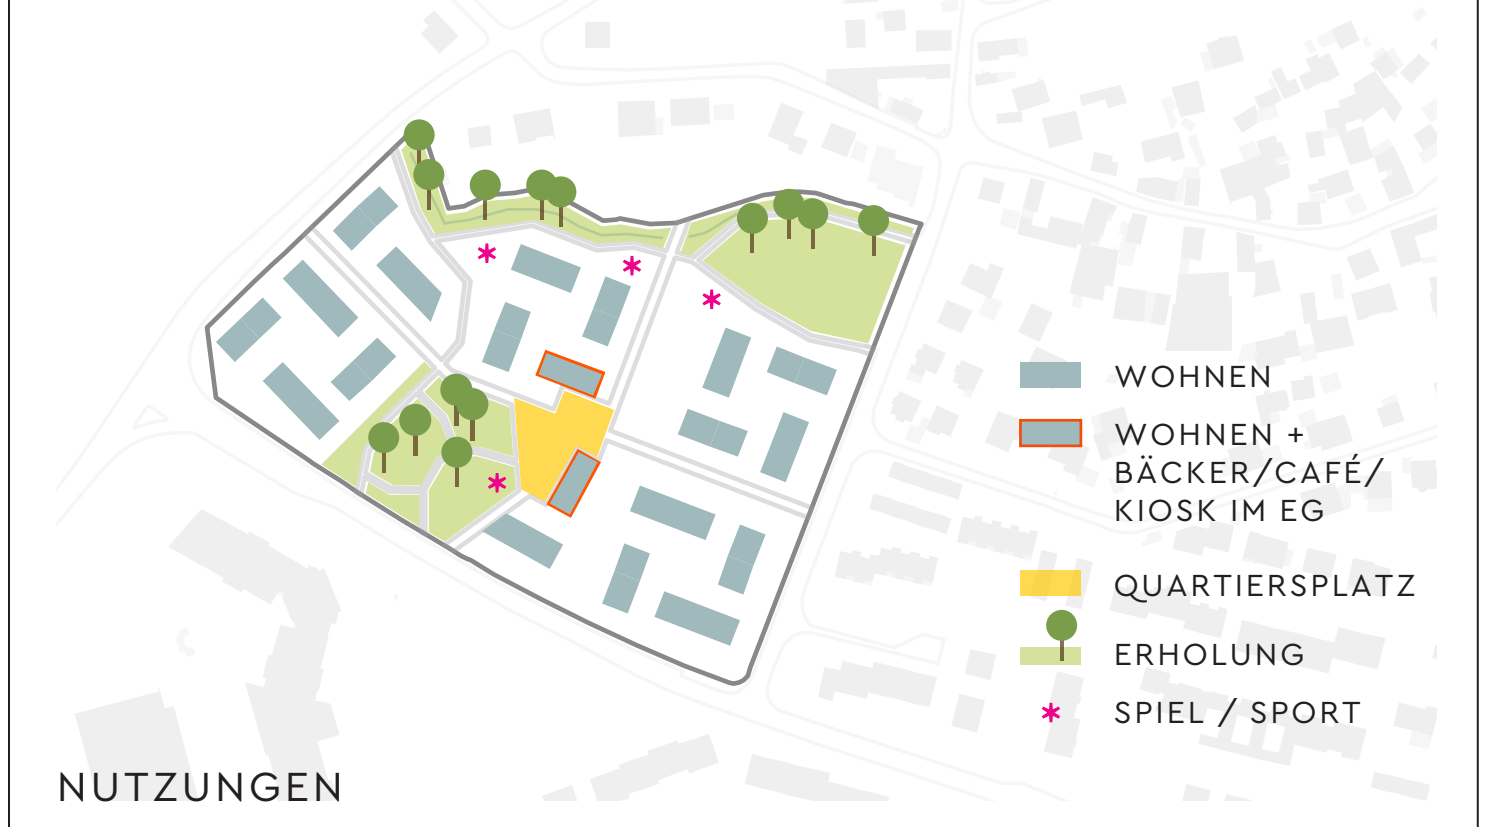 WOHNEN
WOHNEN +
BÄCKER/CAFÉ/
KIOSK IM EG
QUARTIERSPLATZ
ERHOLUNG
SPIEL / SPORT
NUTZUNGEN